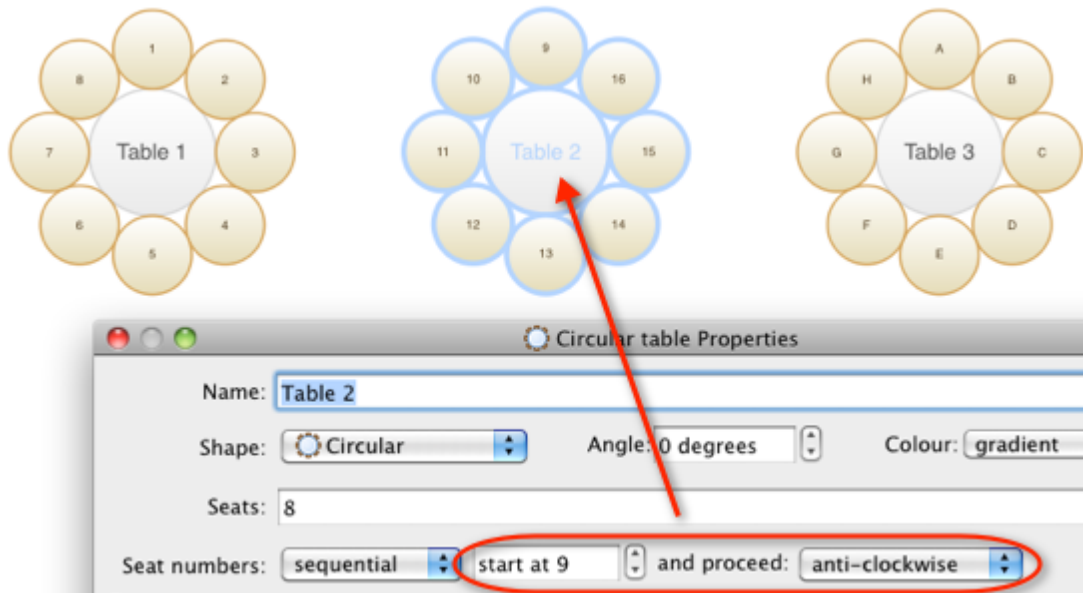 1
8
2
7
Table 1
3
6
4
5
9
10
16
11
Table 2
15
12
14
13
A
H
B
G
Table 3
C
F
D
E
Circular table Properties
Name: Table 2
Shape: Circular Angle: 0 degrees Colour: gradient
Seats: 8
Seat numbers: sequential start at 9 and proceed: anti-clockwise